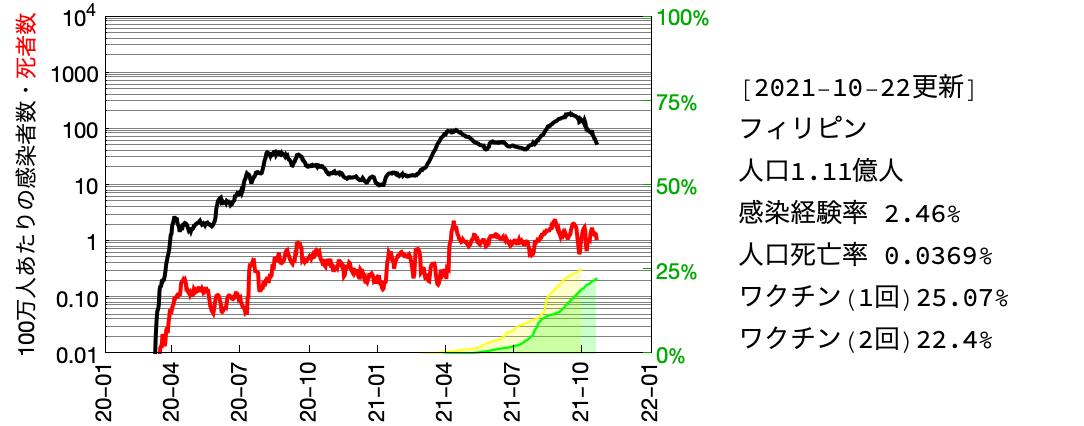 100万人あたりの感染者数・死者数
10^4
1000
100
10
1
0.10
0.01
100%
75%
50%
25%
0%
20-01
20-04
20-07
20-10
21-01
21-04
21-07
21-10
22-01
[2021-10-22更新]
フィリピン
人口1.11億人
感染経験率 2.46%
人口死亡率 0.0369%
ワクチン(1回)25.07%
ワクチン(2回)22.4%